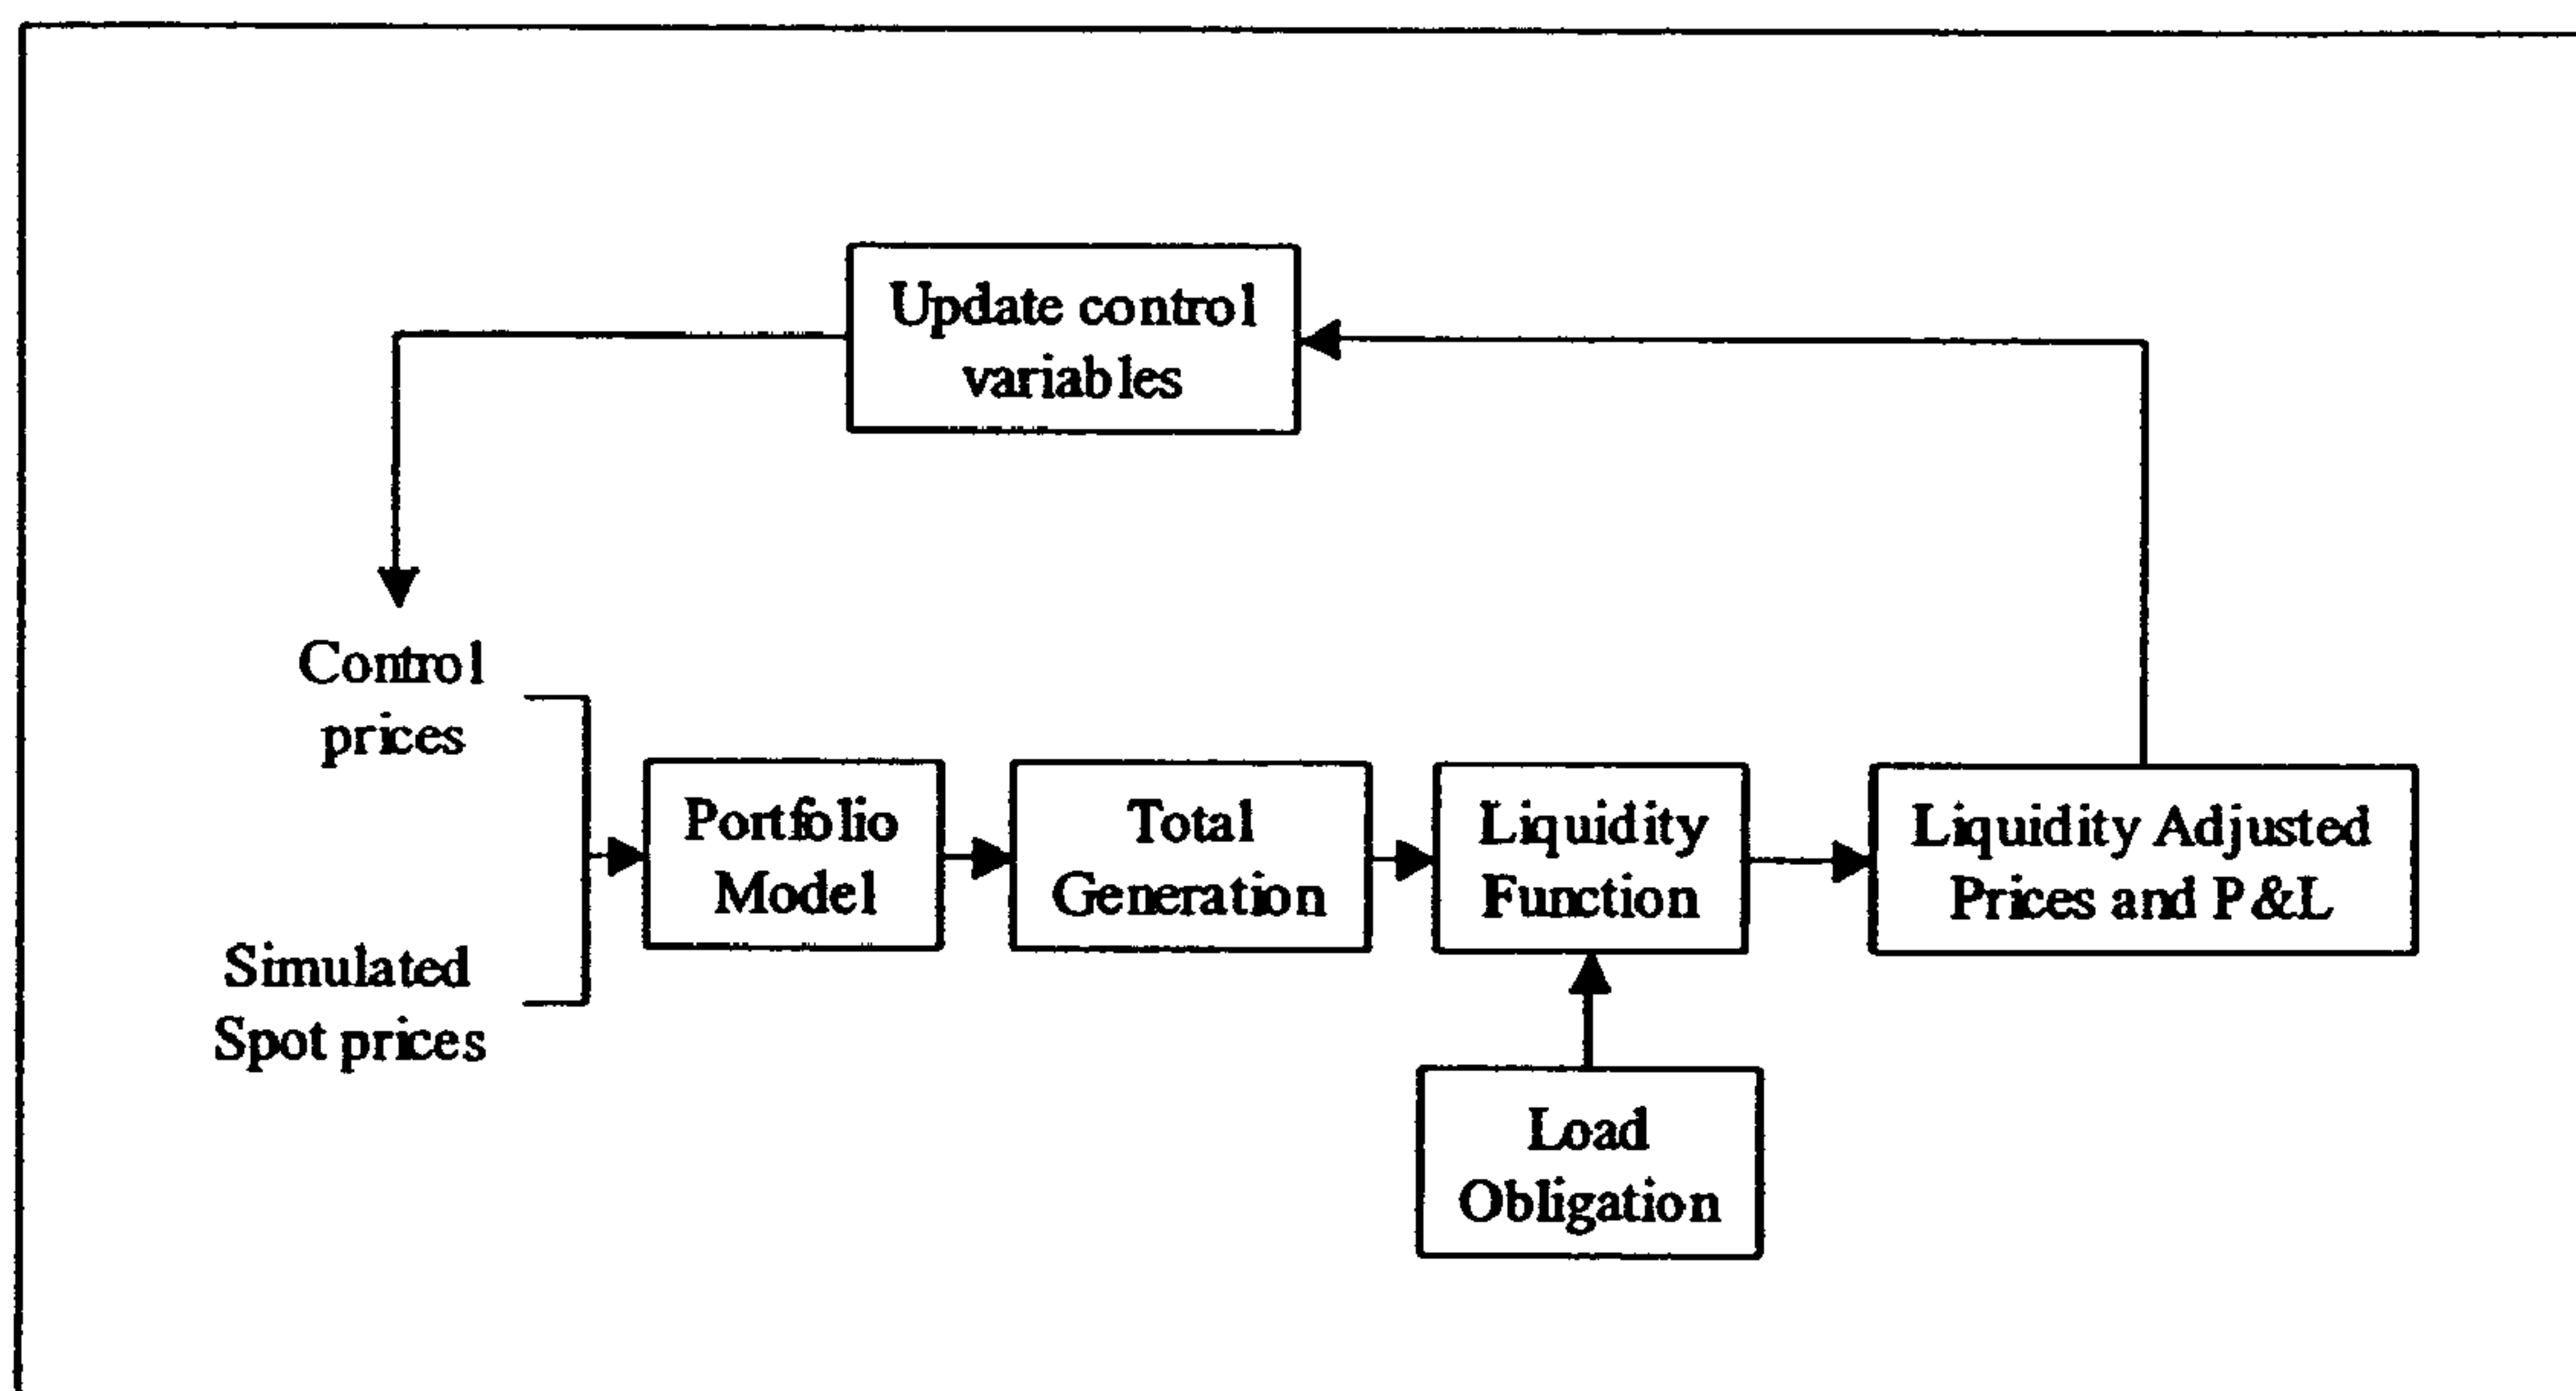 Update control
variables
Control
prices
Simulated
Spot prices
Portfolio
Model
Total
Generation
Liquidity
Function
Liquidity Adjusted
Prices and P&L
Load
Obligation